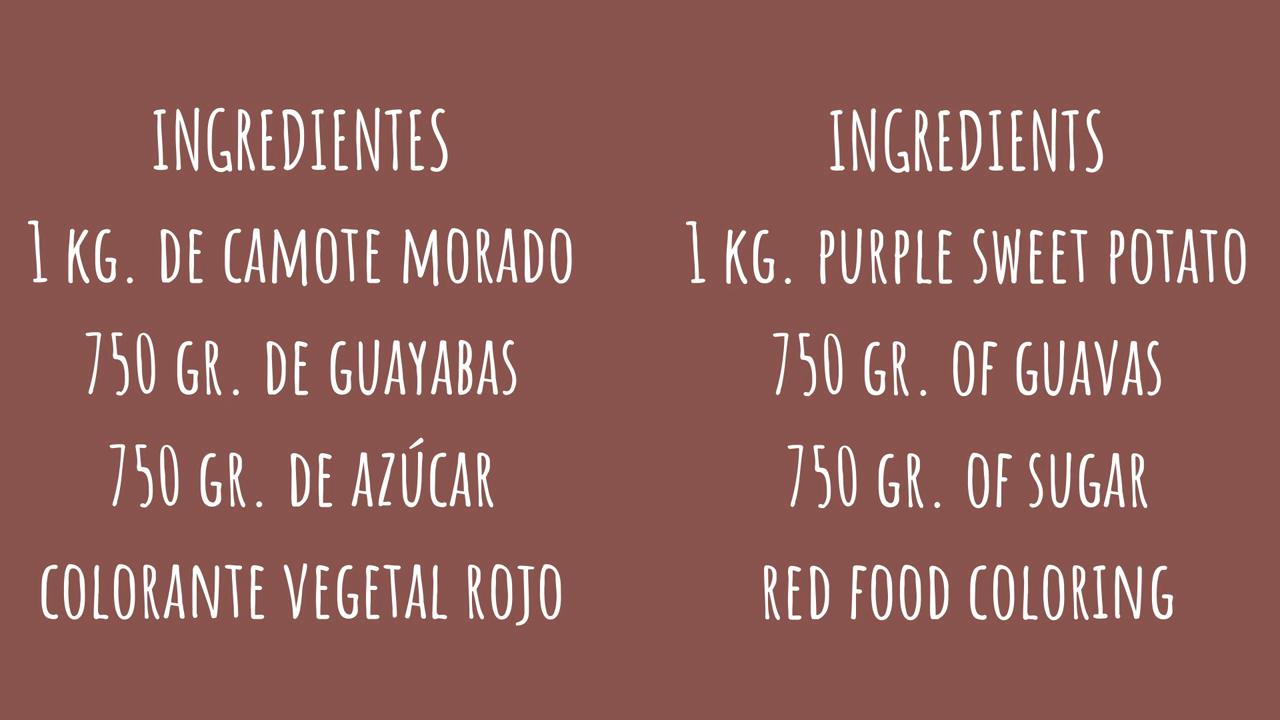 INGREDIENTES
1 KG. DE CAMOTE MORADO
750 GR. DE GUAYABAS
750 GR. DE AZÚCAR
COLORANTE VEGETAL ROJO
INGREDIENTS
1 KG. PURPLE SWEET POTATO
750 GR. OF GUAVAS
750 GR. OF SUGAR
RED FOOD COLORING